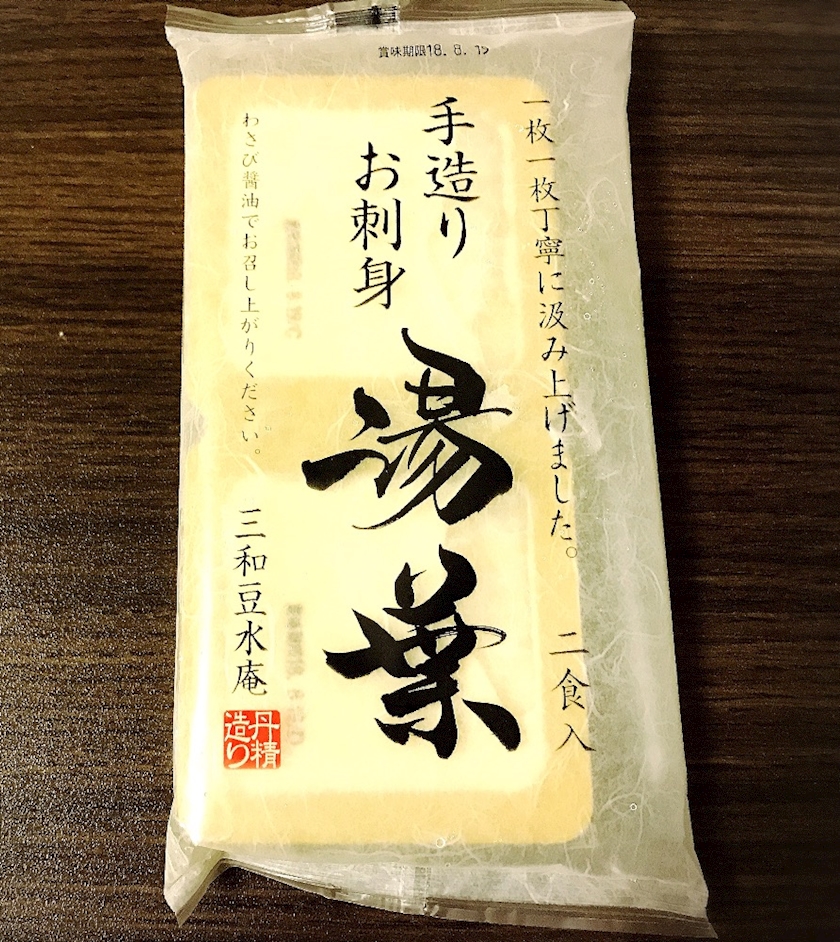 賞味期限18.8.15
一枚一枚丁寧に汲み上げました。
二食入
手造り
お刺身
湯葉
わさび醤油でお召し上がりください。
三和豆水庵
丹精
造り